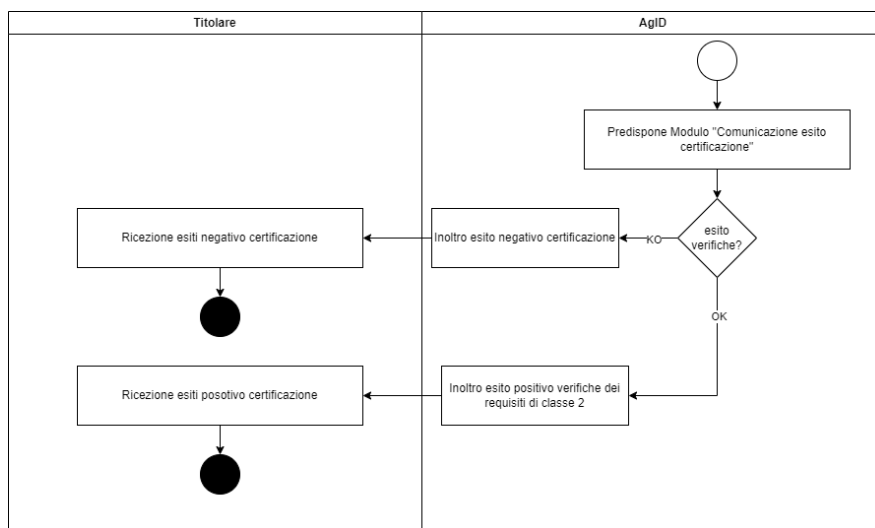 Titolare
AgID
Predispone Modulo "Comunicazione esito
certificazione"
esito
verifiche?
KO
Inoltro esito negativo certificazione
Ricezione esiti negativo certificazione
OK
Inoltro esito positivo verifiche dei
requisiti di classe 2
Ricezione esiti posotivo certificazione